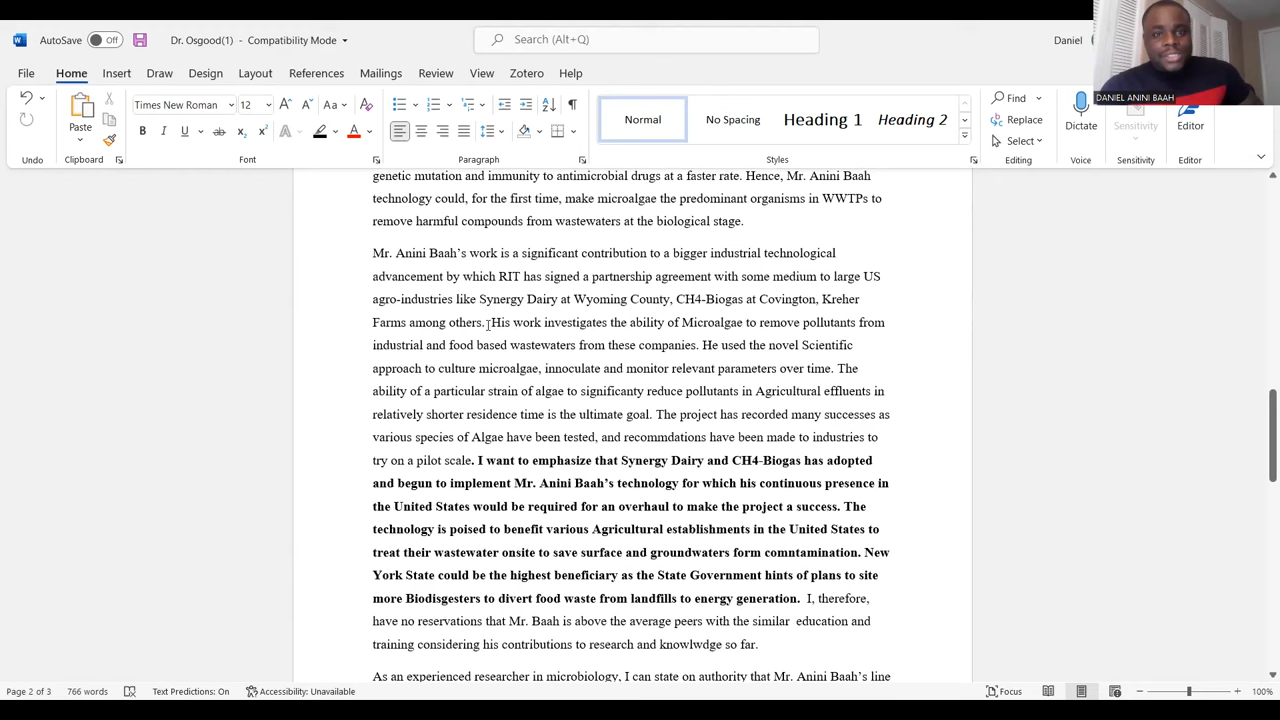 AutoSave Off Dr. Osgood(1) - Compatibility Mode Search (Alt+Q) Daniel
DANIEL ANINI BAAH
File Home Insert Draw Design Layout References Mailings Review View Zotero Help
Times New Roman 12 Normal No Spacing Heading 1 Heading 2 Find
Replace
Select
Paste Dictate Sensitivity Editor
Undo Clipboard Font Paragraph Styles Editing Voice Sensitivity Editor
genetic mutation and immunity to antimicrobial drugs at a faster rate. Hence, Mr. Anini Baah
technology could, for the first time, make microalgae the predominant organisms in WWTPs to
remove harmful compounds from wastewaters at the biological stage.
Mr. Anini Baah's work is a significant contribution to a bigger industrial technological
advancement by which RIT has signed a partnership agreement with some medium to large US
agro-industries like Synergy Dairy at Wyoming County, CH4-Biogas at Covington, Kreher
Farms among others. His work investigates the ability of Microalgae to remove pollutants from
industrial and food based wastewaters from these companies. He used the novel Scientific
approach to culture microalgae, innoculate and monitor relevant parameters over time. The
ability of a particular strain of algae to significanty reduce pollutants in Agricultural effluents in
relatively shorter residence time is the ultimate goal. The project has recorded many successes as
various species of Algae have been tested, and recommdations have been made to industries to
try on a pilot scale. I want to emphasize that Synergy Dairy and CH4-Biogas has adopted
and begun to implement Mr. Anini Baah's technology for which his continuous presence in
the United States would be required for an overhaul to make the project a success. The
technology is poised to benefit various Agricultural establishments in the United States to
treat their wastewater onsite to save surface and groundwaters form comntamination. New
York State could be the highest beneficiary as the State Government hints of plans to site
more Biodisgesters to divert food waste from landfills to energy generation. I, therefore,
have no reservations that Mr. Baah is above the average peers with the similar education and
training considering his contributions to research and knowlwdge so far.
As an experienced researcher in microbiology, I can state on authority that Mr. Anini Baah's line
Page 2 of 3 766 words Text Predictions: On Accessibility: Unavailable Focus 100%